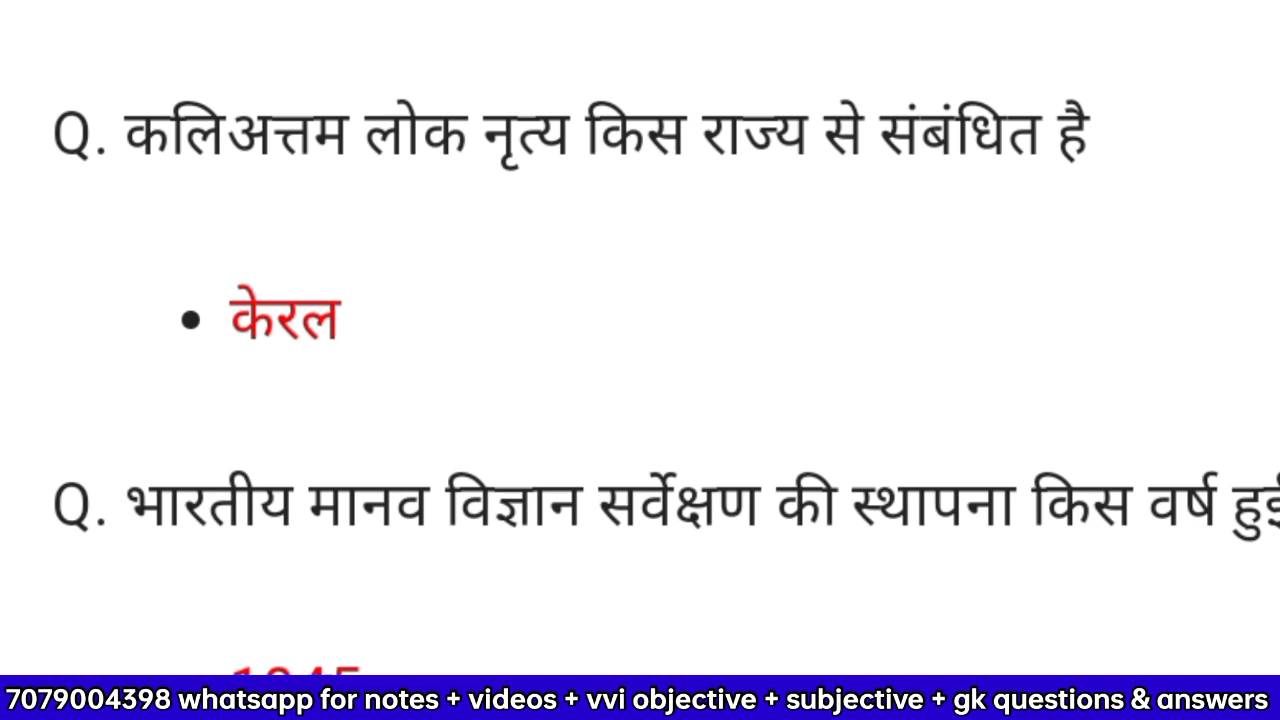 Q. कलिअत्तम लोक नृत्य किस राज्य से संबंधित है
• केरल
Q. भारतीय मानव विज्ञान सर्वेक्षण की स्थापना किस वर्ष हुई
7079004398 whatsapp for notes + videos + vvi objective + subjective + gk questions & answers